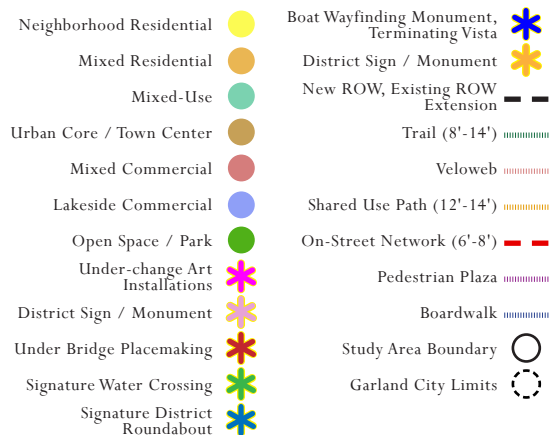 Neighborhood Residential
Mixed Residential
Mixed-Use
Urban Core / Town Center
Mixed Commercial
Lakeside Commercial
Open Space / Park
Under-change Art
Installations
District Sign / Monument
Under Bridge Placemaking
Signature Water Crossing
Signature District
Roundabout
Boat Wayfinding Monument,
Terminating Vista
District Sign / Monument
New ROW, Existing ROW
Extension
Trail (8'-14')
Veloweb
Shared Use Path (12'-14')
On-Street Network (6'-8')
Pedestrian Plaza
Boardwalk
Study Area Boundary
Garland City Limits